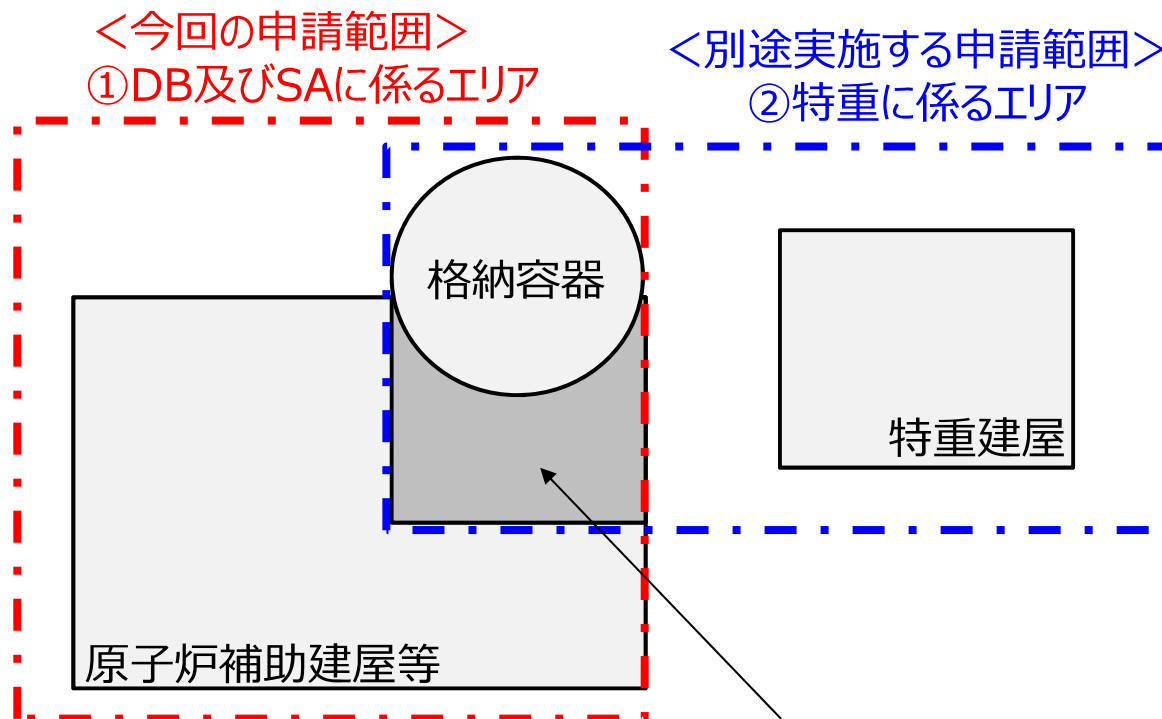 ＜今回の申請範囲＞
①DB及びSAに係るエリア
＜別途実施する申請範囲＞
②特重に係るエリア
格納容器
特重建屋
原子炉補助建屋等